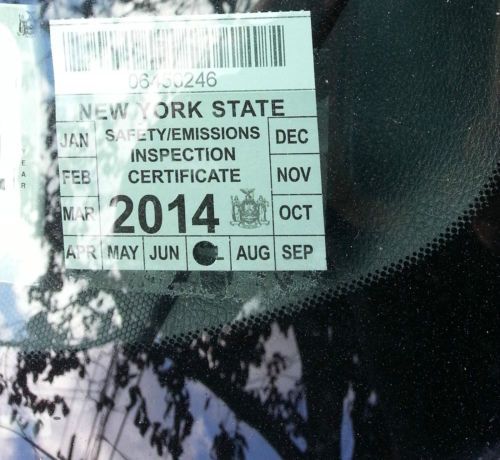 NEW YORK STATE
JAN SAFETY/EMISSIONS DEC
INSPECTION
FEB CERTIFICATE NOV
MAR 2014 OCT
APR MAY JUN AUG SEP